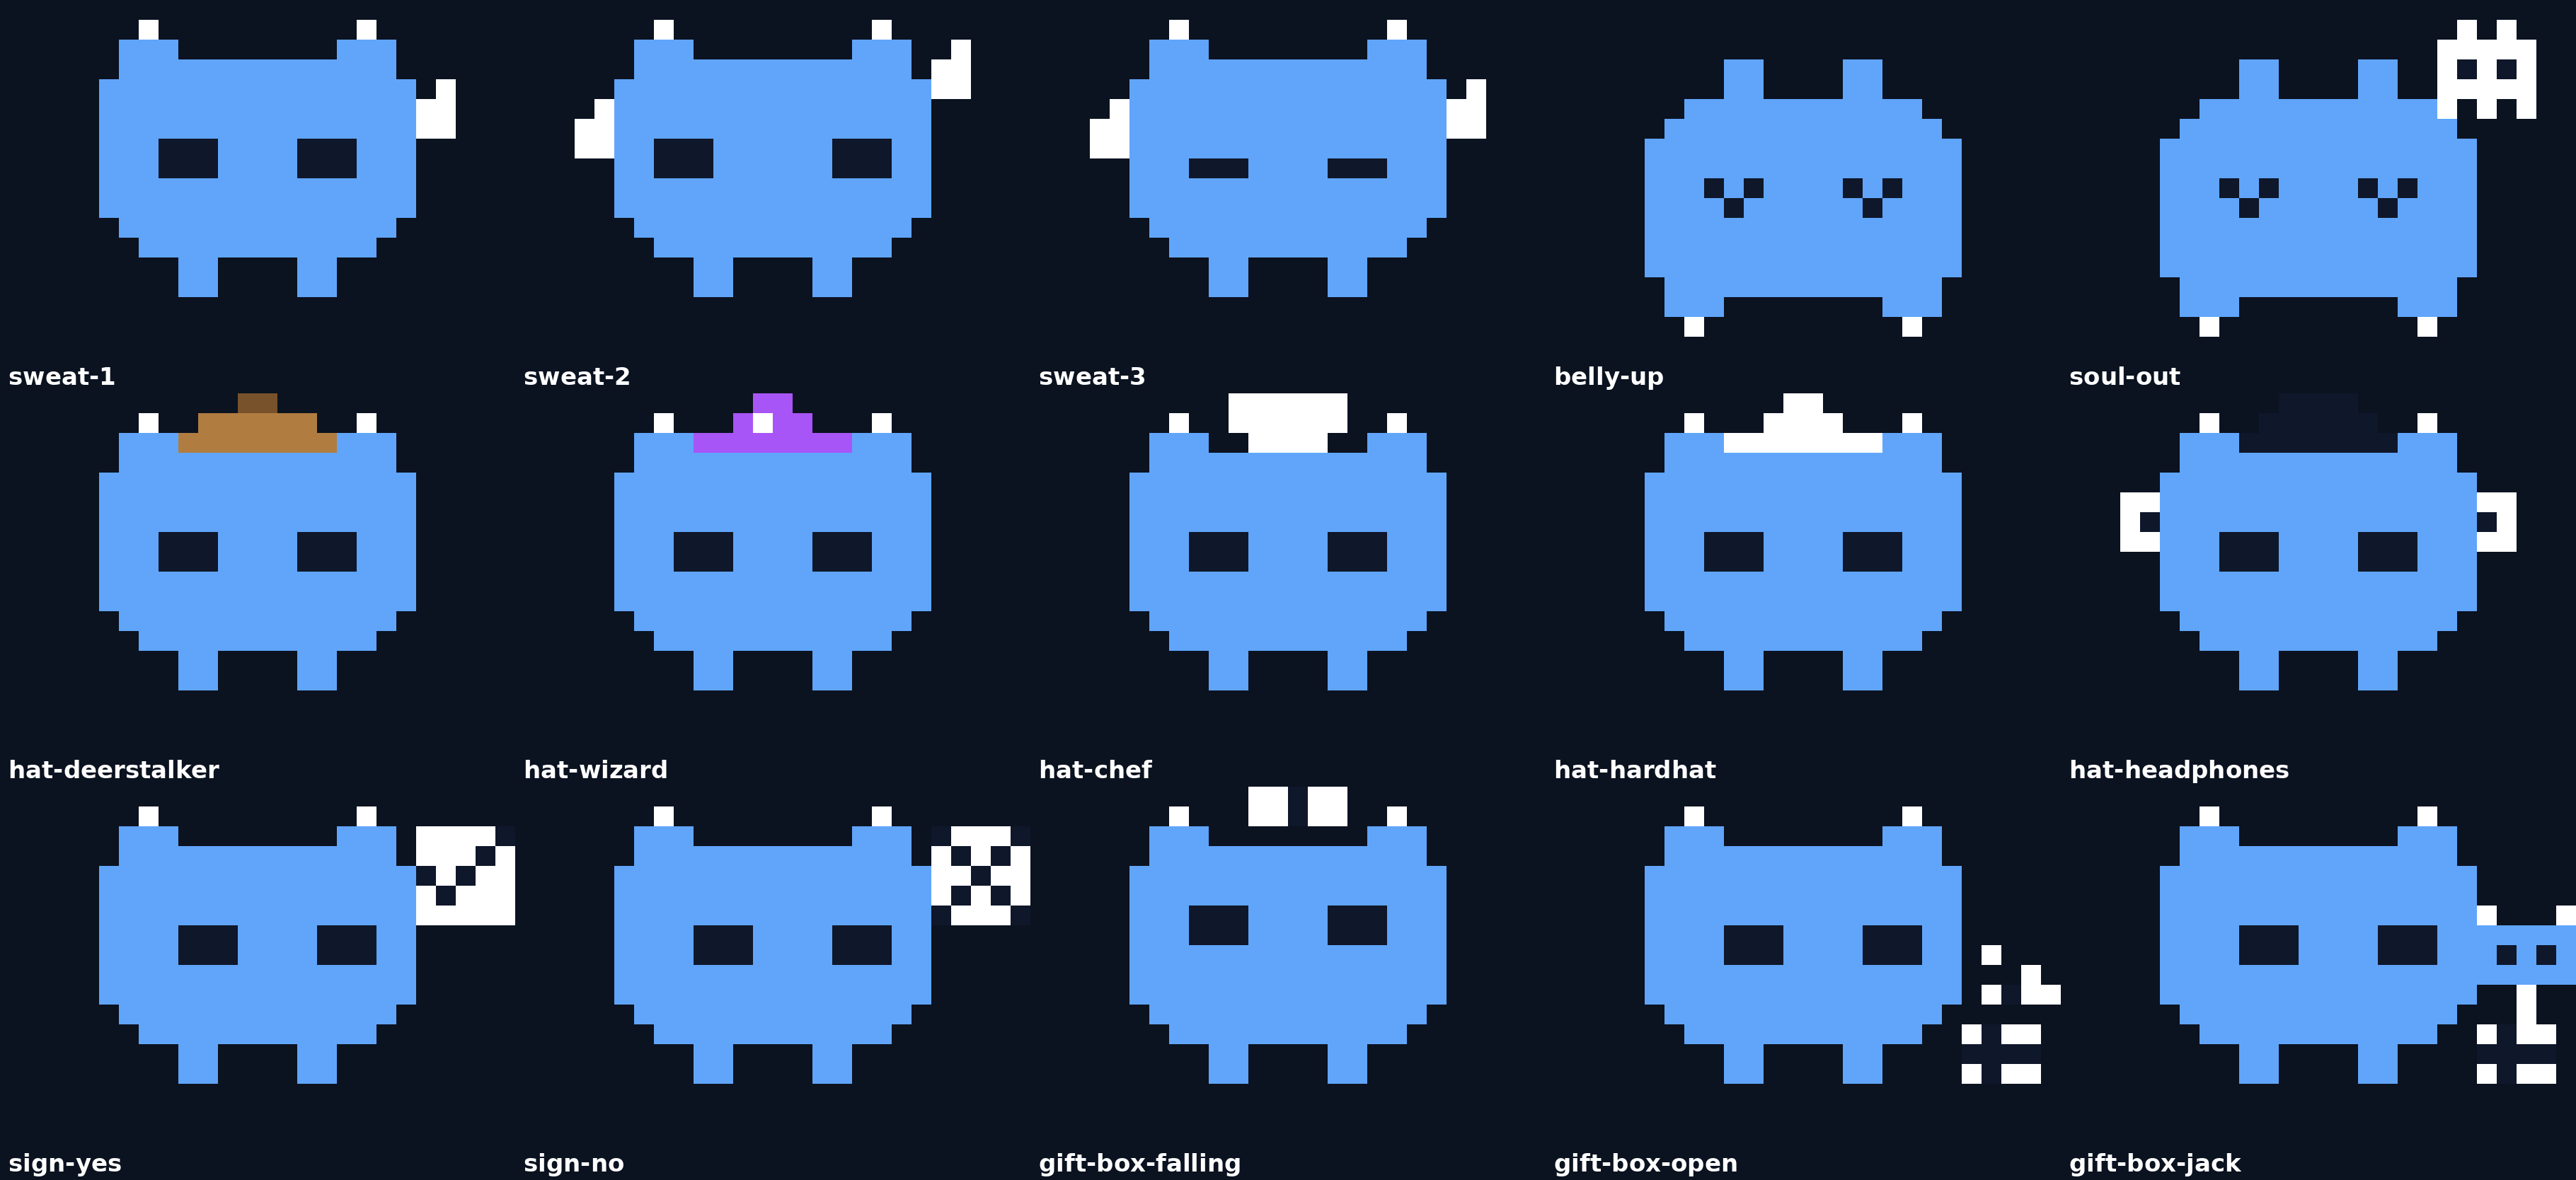 sweat-1
sweat-2
sweat-3
belly-up
soul-out
hat-deerstalker
hat-wizard
hat-chef
hat-hardhat
hat-headphones
sign-yes
sign-no
gift-box-falling
gift-box-open
gift-box-jack